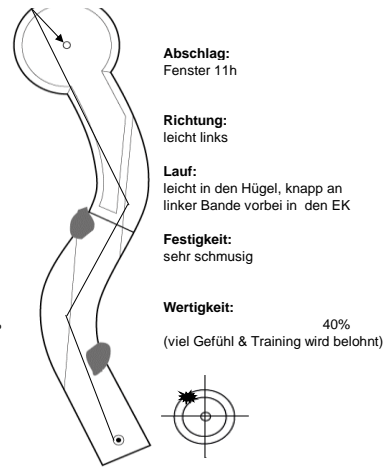 Abschlag:
Fenster 11h
Richtung:
leicht links
Lauf:
leicht in den Hügel, knapp an
linker Bande vorbei in den EK
Festigkeit:
sehr schmusig
Wertigkeit:
40%
(viel Gefühl & Training wird belohnt)